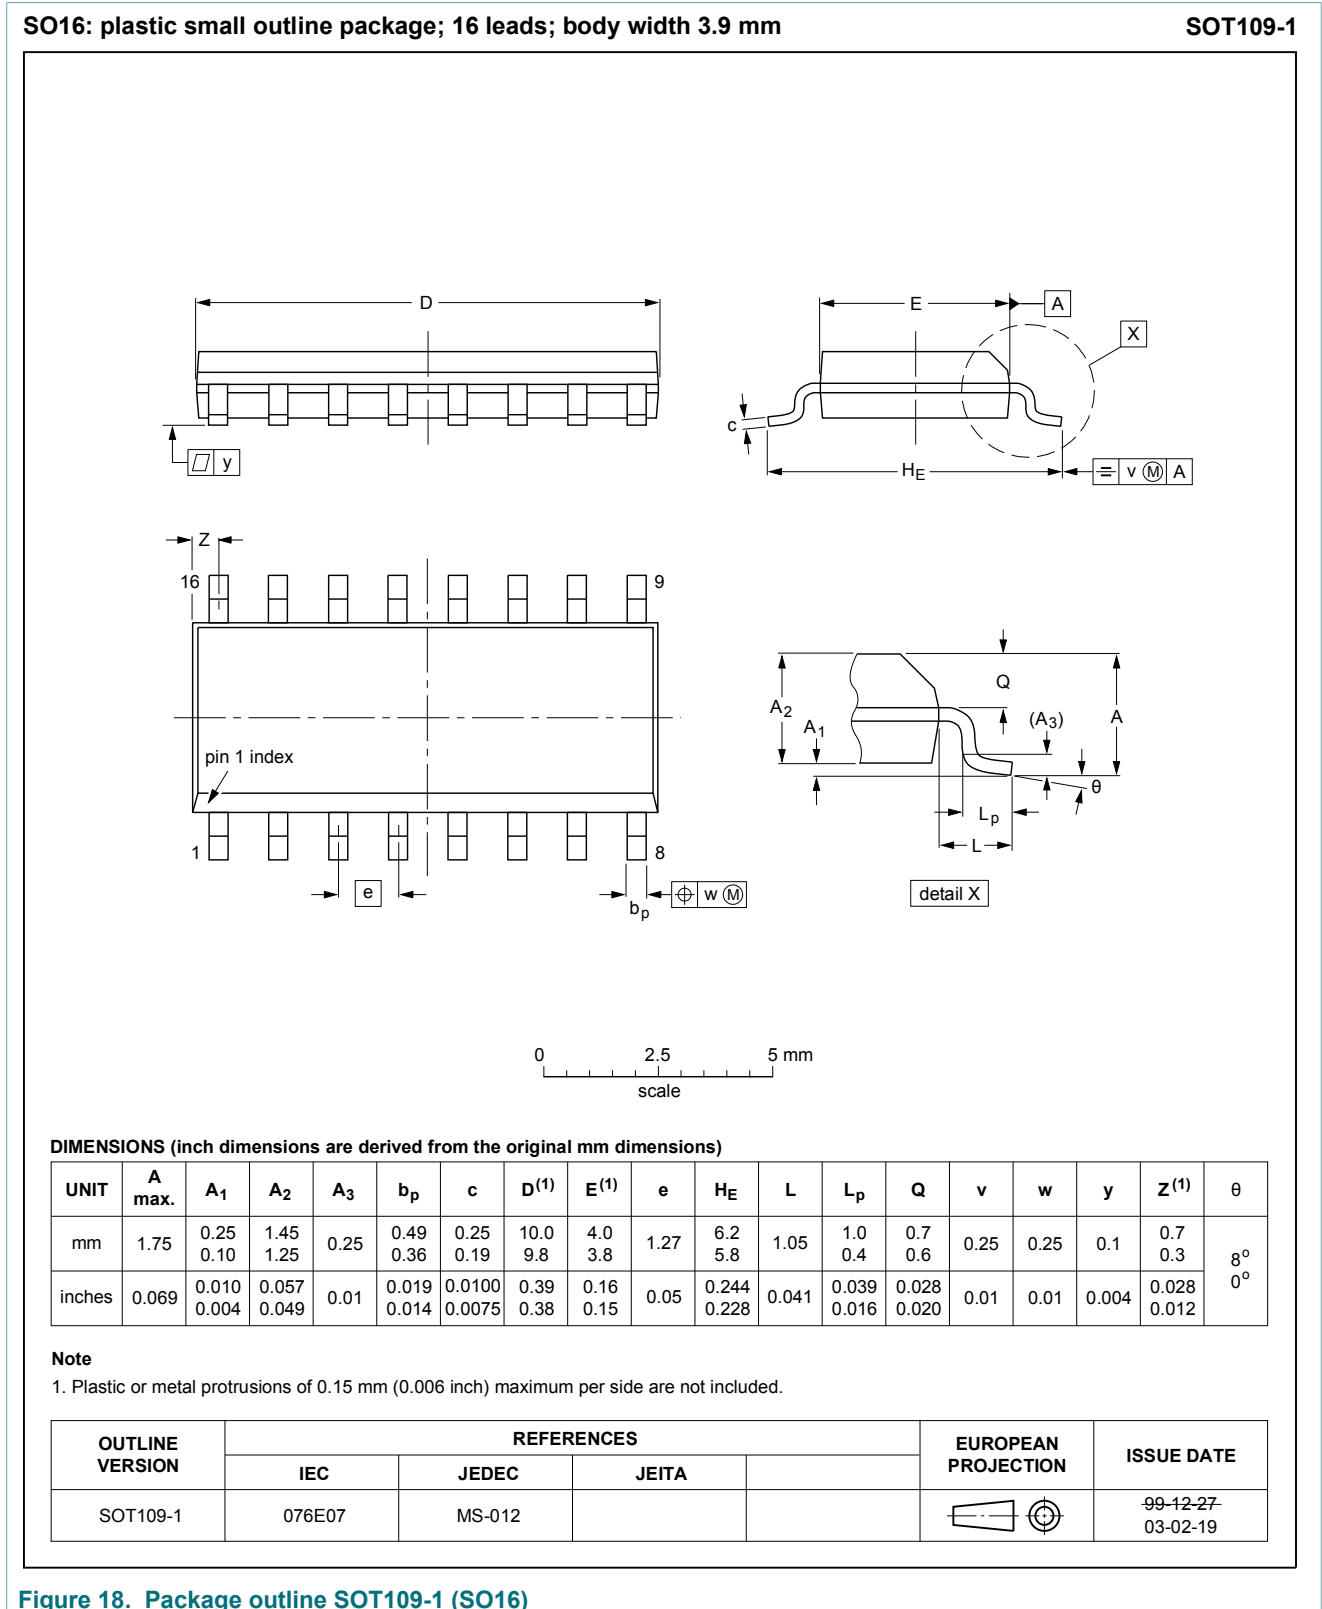 SO16: plastic small outline package; 16 leads; body width 3.9 mm SOT109-1
D
E
A
X
c
y
HE
v M A
Z
16
9
pin 1 index
1
8
e
bp
w M
Q
A2
A1
(A3)
A
θ
Lp
L
detail X
0 2.5 5 mm
scale
DIMENSIONS (inch dimensions are derived from the original mm dimensions)
UNIT A max. A1 A2 A3 bp c D(1) E(1) e HE L Lp Q v w y Z(1) θ
mm 1.75 0.25 0.10 1.45 1.25 0.25 0.49 0.36 0.25 0.19 10.0 9.8 4.0 3.8 1.27 6.2 5.8 1.05 1.0 0.4 0.7 0.6 0.25 0.25 0.1 0.7 0.3 8° 0°
inches 0.069 0.010 0.004 0.057 0.049 0.01 0.019 0.014 0.0100 0.0075 0.39 0.38 0.16 0.15 0.05 0.244 0.228 0.041 0.039 0.016 0.028 0.020 0.01 0.01 0.004 0.028 0.012
Note
1. Plastic or metal protrusions of 0.15 mm (0.006 inch) maximum per side are not included.
OUTLINE VERSION REFERENCES EUROPEAN PROJECTION ISSUE DATE
IEC JEDEC JEITA
SOT109-1 076E07 MS-012 99-12-27
03-02-19
Figure 18. Package outline SOT109-1 (SO16)